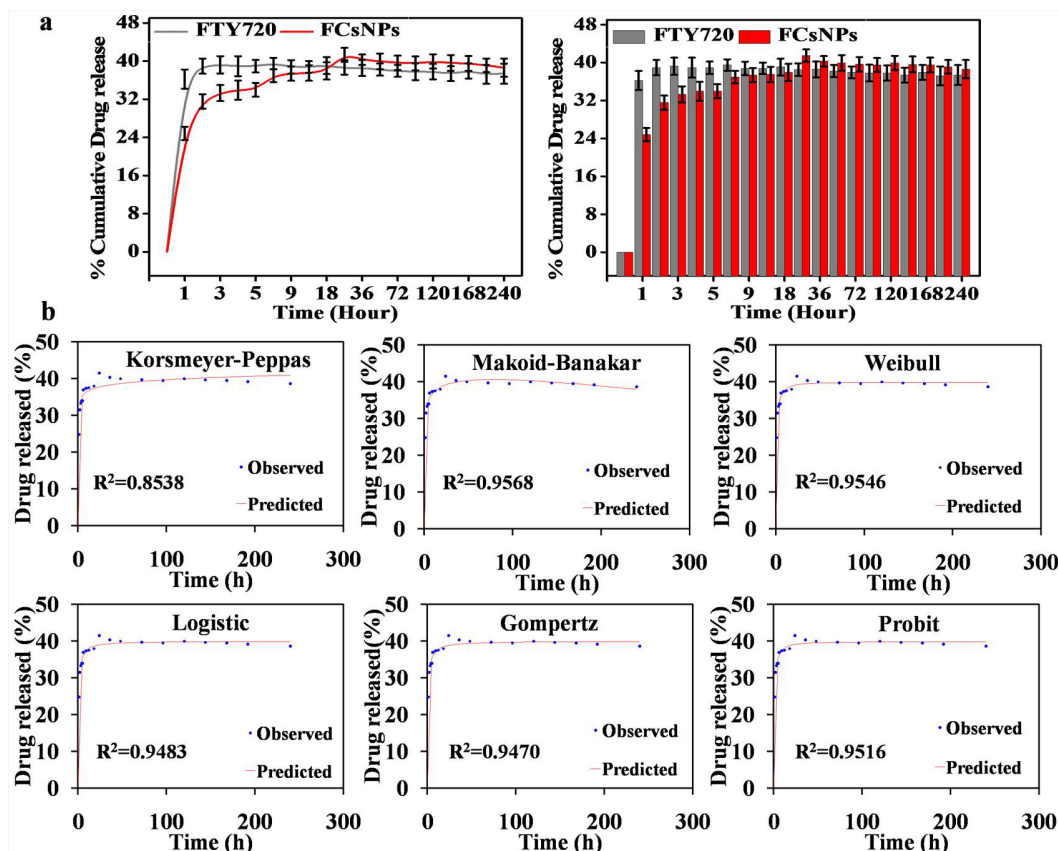 a
FTY720 FCsNPs
48
40
32
24
16
8
0
% Cumulative Drug release
1 3 5 9 18 36 72 120 168 240
Time (Hour)
FTY720 FCsNPs
48
40
32
24
16
8
0
% Cumulative Drug release
1 3 5 9 18 36 72 120 168 240
Time (Hour)
b
Korsmeyer-Peppas
50
40
30
20
10
0
Drug released (%)
Observed
R²=0.8538
Predicted
0 100 200 300
Time (h)
Makoid-Banakar
50
40
30
20
10
0
Drug released (%)
Observed
R²=0.9568
Predicted
0 100 200 300
Time (h)
Weibull
50
40
30
20
10
0
Drug released (%)
Observed
R²=0.9546
Predicted
0 100 200 300
Time (h)
Logistic
50
40
30
20
10
0
Drug released (%)
Observed
R²=0.9483
Predicted
0 100 200 300
Time (h)
Gompertz
50
40
30
20
10
0
Drug released(%)
Observed
R²=0.9470
Predicted
0 100 200 300
Time (h)
Probit
50
40
30
20
10
0
Drug released (%)
Observed
R²=0.9516
Predicted
0 100 200 300
Time (h)